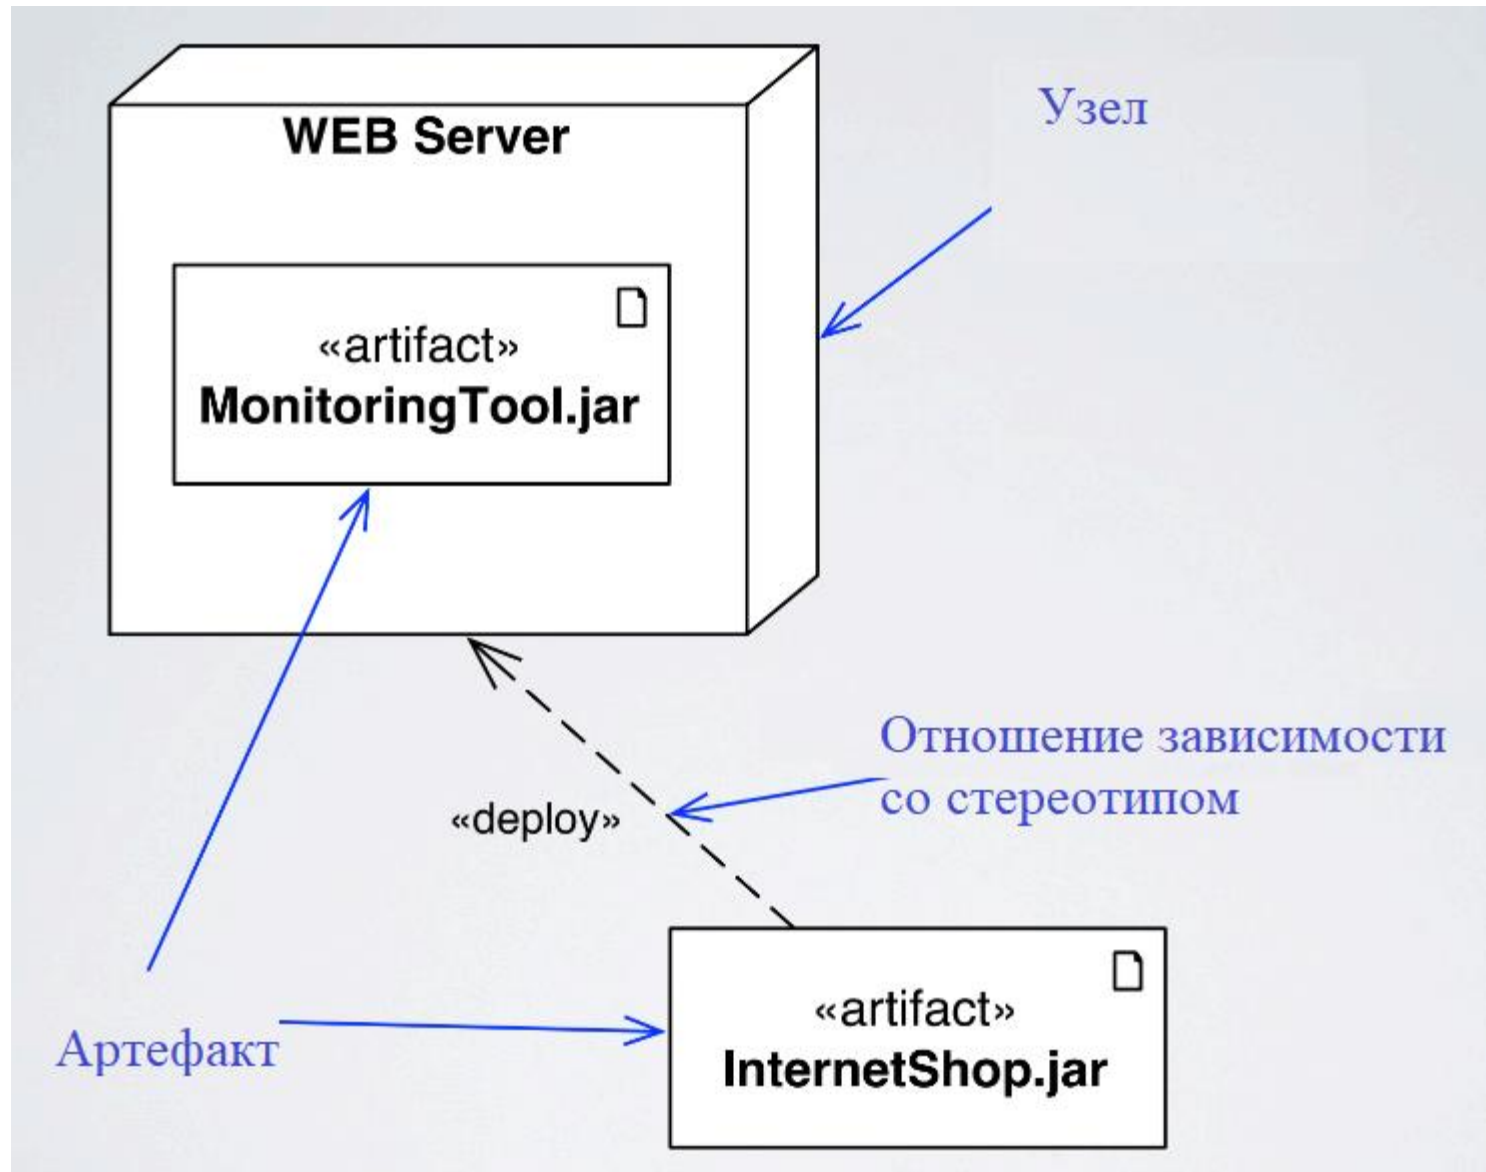 WEB Server
Узел
«artifact»
MonitoringTool.jar
Отношение зависимости
со стереотипом
«deploy»
Артефакт
«artifact»
InternetShop.jar